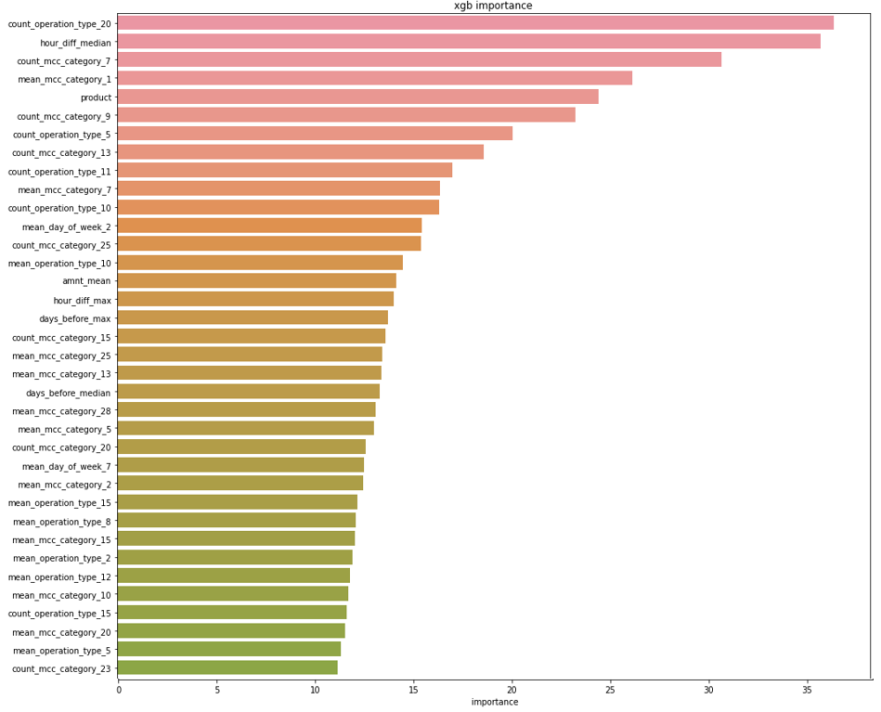 xgb importance
count_operation_type_20
hour_diff_median
count_mcc_category_7
mean_mcc_category_1
product
count_mcc_category_9
count_operation_type_5
count_mcc_category_13
count_operation_type_11
mean_mcc_category_7
count_operation_type_10
mean_day_of_week_2
count_mcc_category_25
mean_operation_type_10
amnt_mean
hour_diff_max
days_before_max
count_mcc_category_15
mean_mcc_category_25
mean_mcc_category_13
days_before_median
mean_mcc_category_28
mean_mcc_category_5
count_mcc_category_20
mean_day_of_week_7
mean_mcc_category_2
mean_operation_type_15
mean_operation_type_8
mean_mcc_category_15
mean_operation_type_2
mean_operation_type_12
mean_mcc_category_10
count_operation_type_15
mean_mcc_category_20
mean_operation_type_5
count_mcc_category_23
0 5 10 15 20 25 30 35
importance